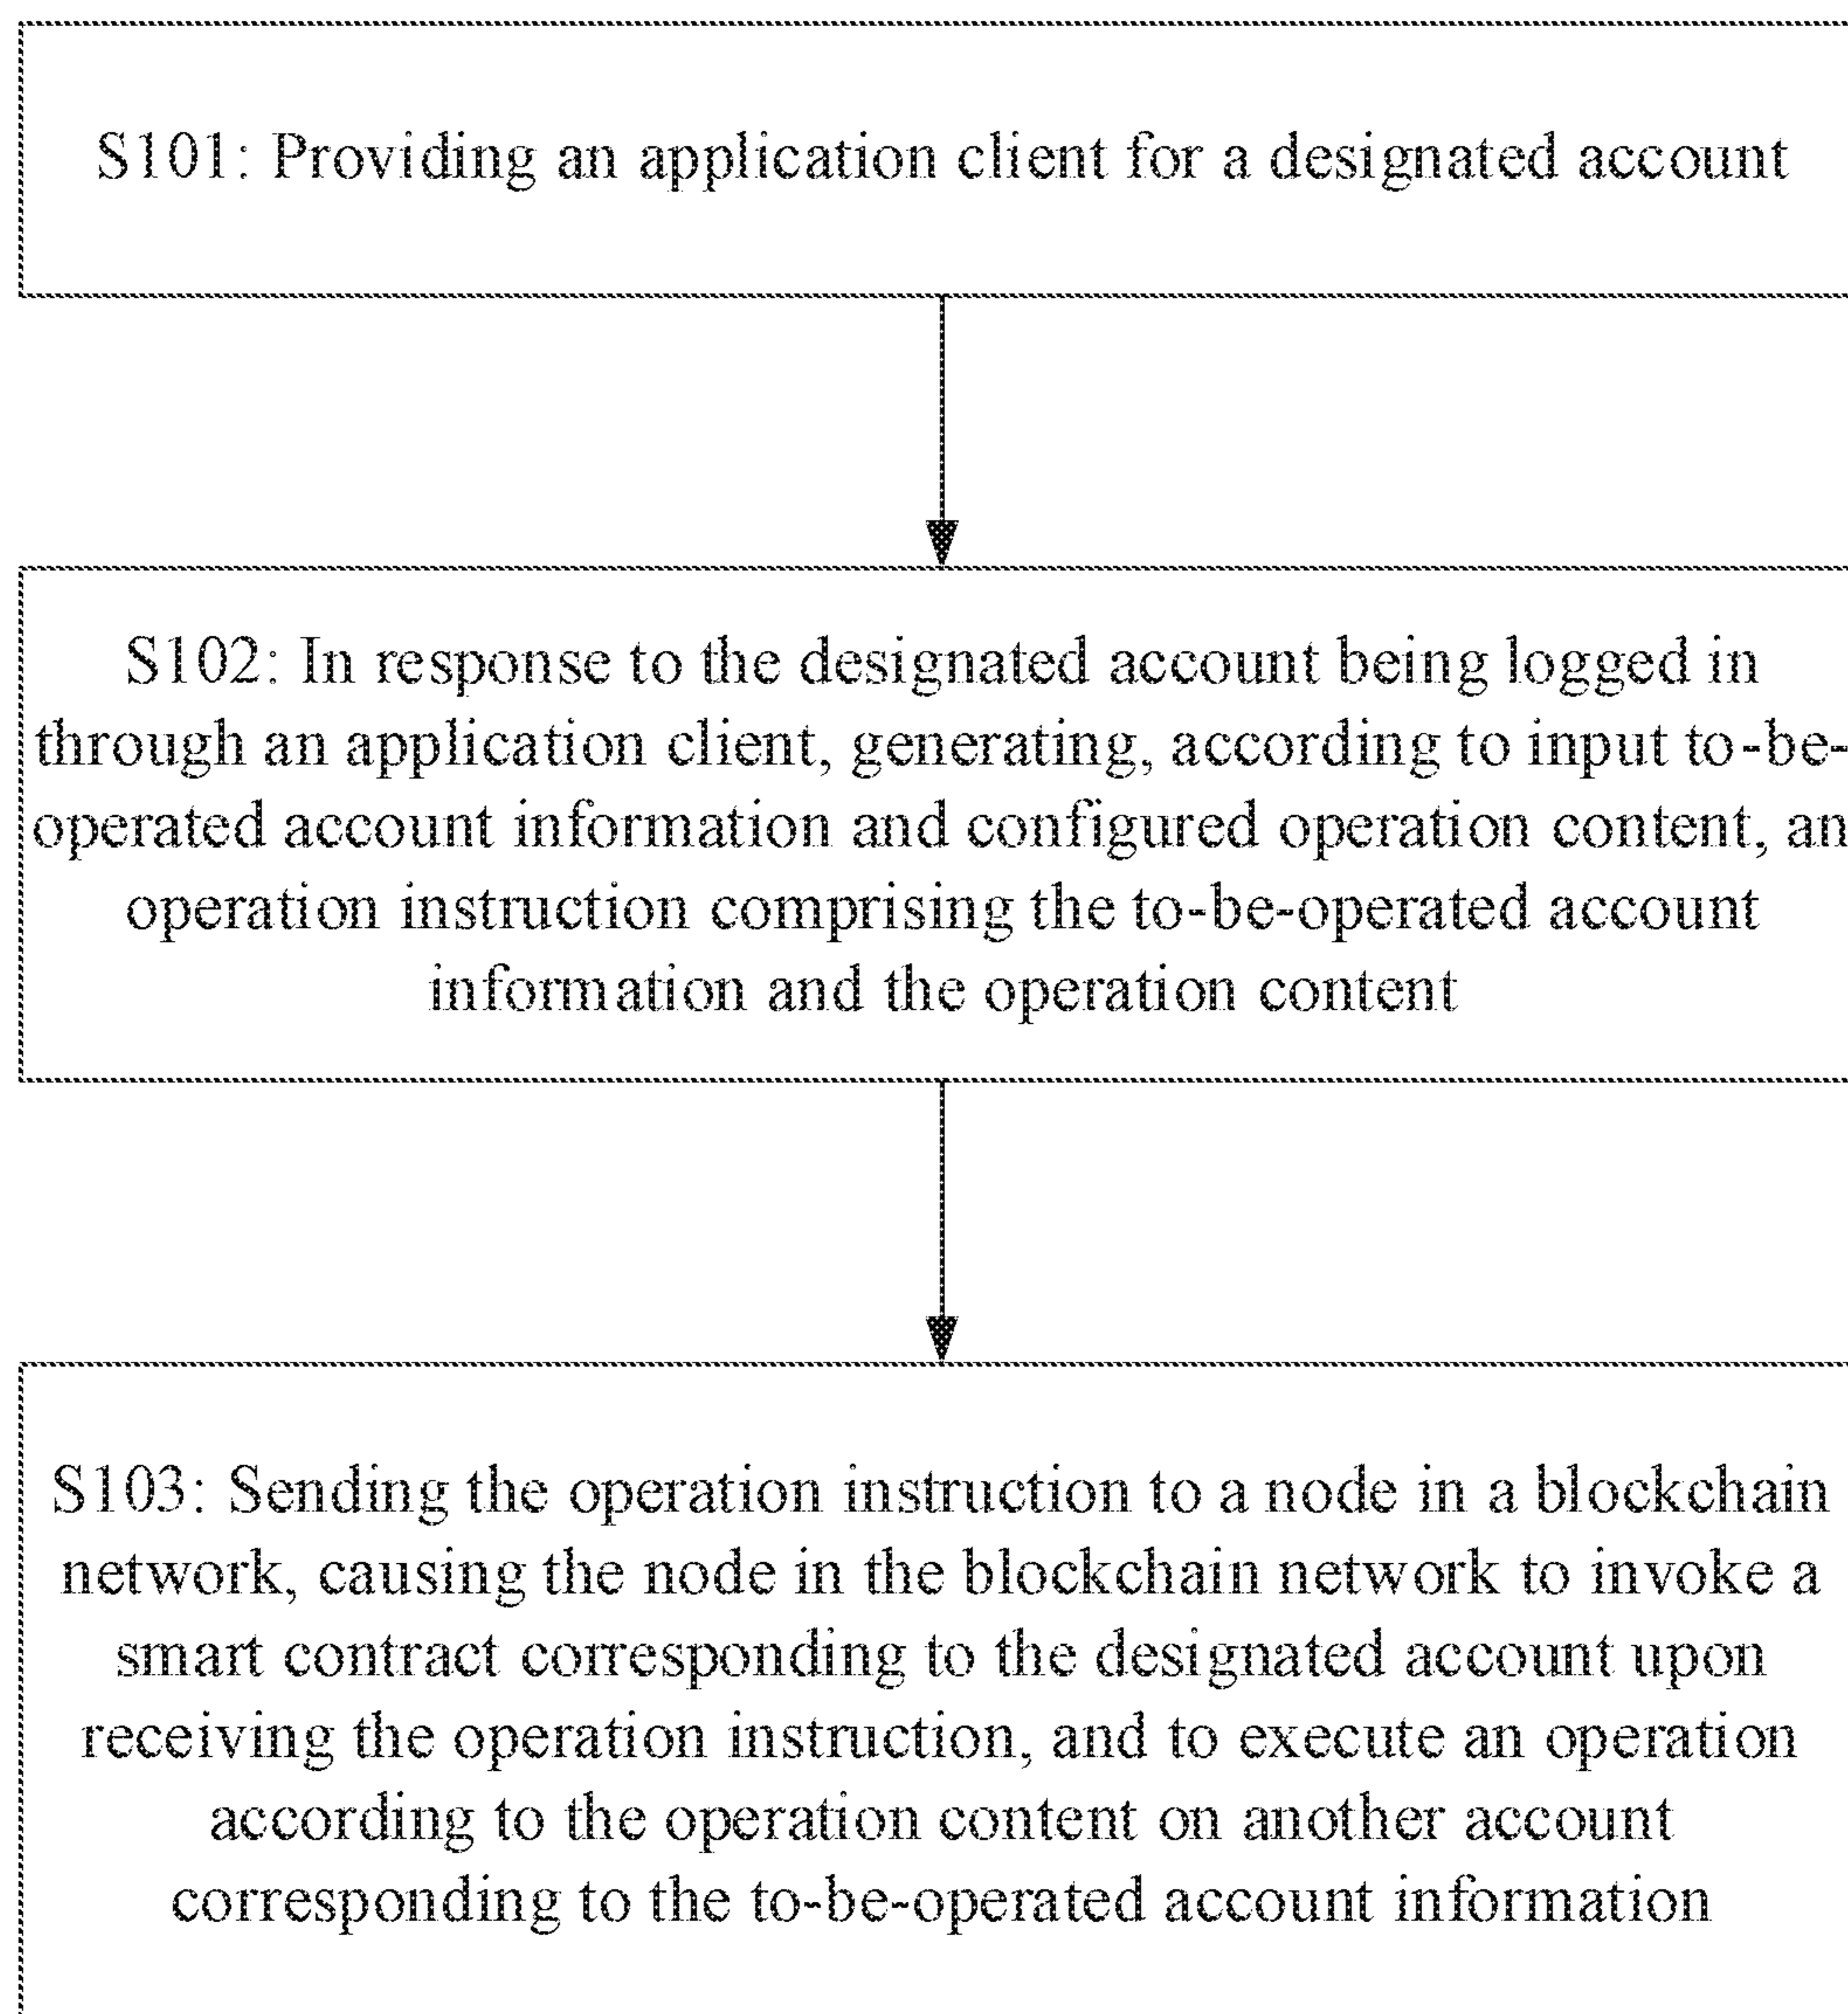 S101: Providing an application client for a designated account
S102: In response to the designated account being logged in
through an application client, generating, according to input to-be-
operated account information and configured operation content, an
operation instruction comprising the to-be-operated account
information and the operation content
S103: Sending the operation instruction to a node in a blockchain
network, causing the node in the blockchain network to invoke a
smart contract corresponding to the designated account upon
receiving the operation instruction, and to execute an operation
according to the operation content on another account
corresponding to the to-be-operated account information